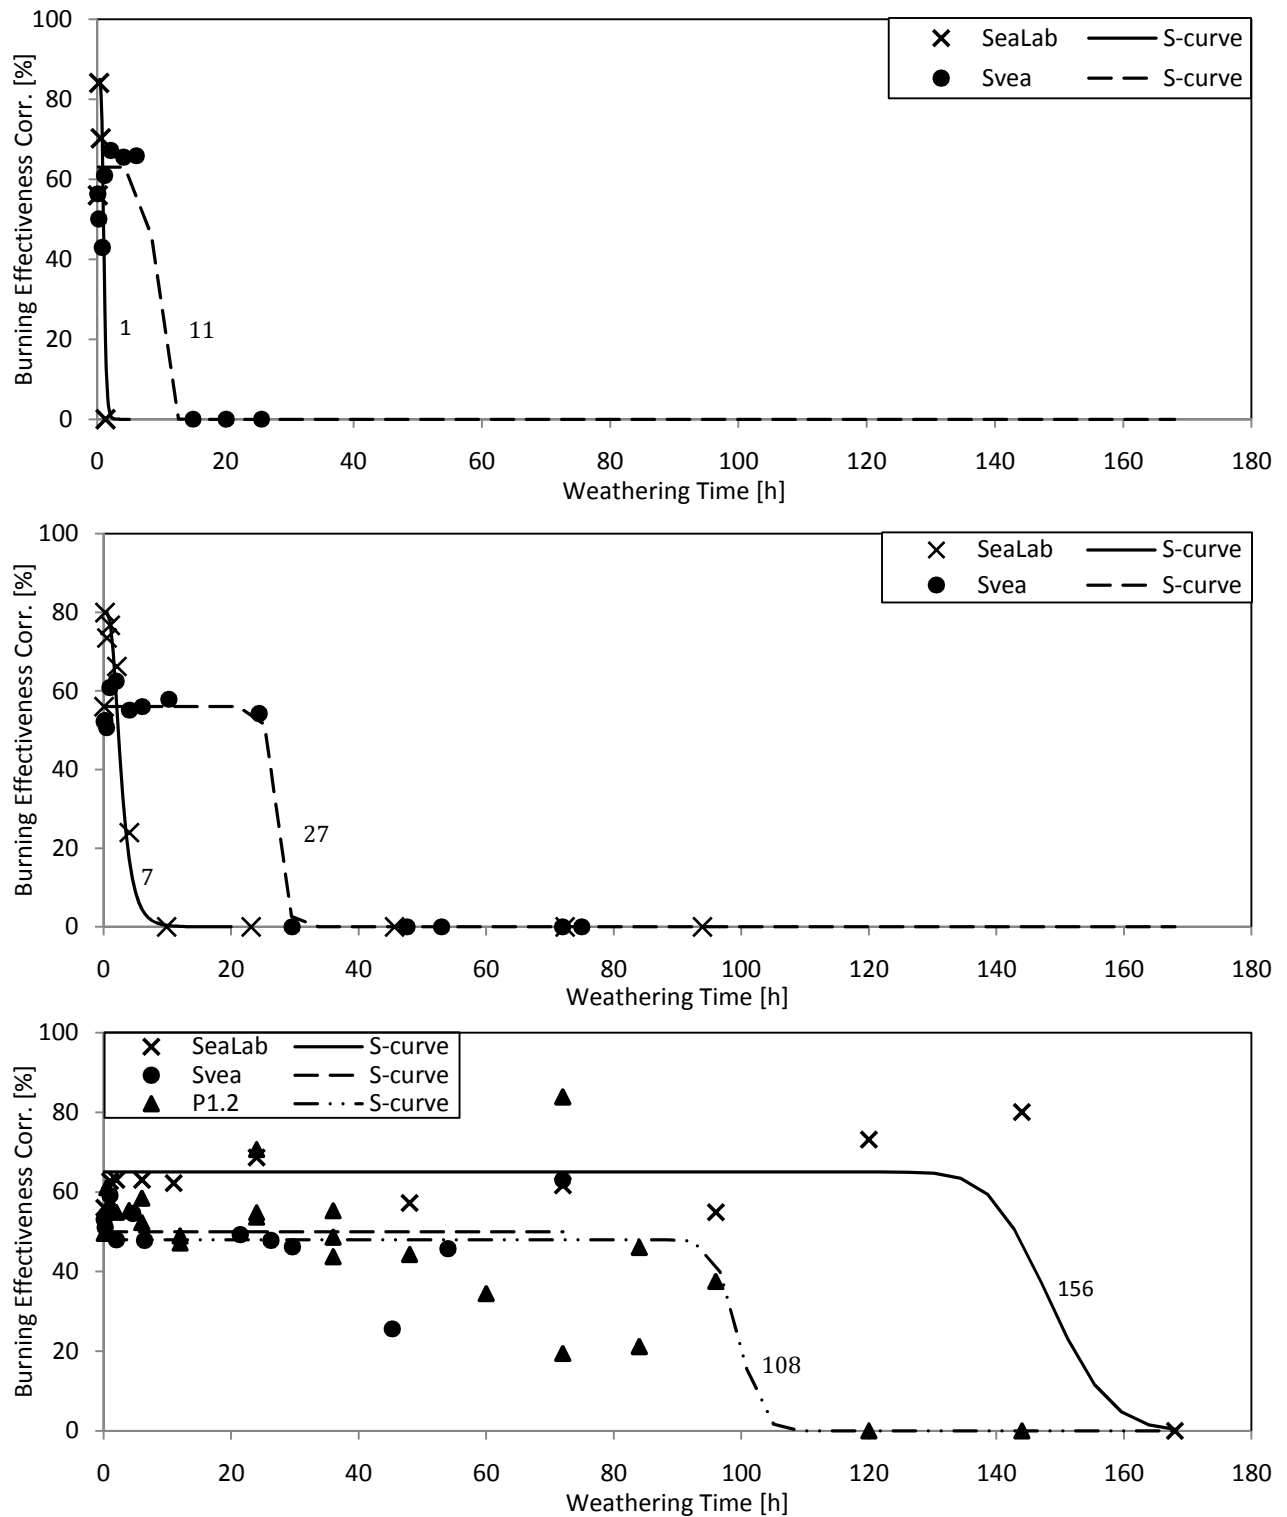 Burning Effectiveness Corr. [%]
100
80
60
40
20
0
SeaLab S-curve
Svea S-curve
1
11
0 20 40 60 80 100 120 140 160 180
Weathering Time [h]
Burning Effectiveness Corr. [%]
100
80
60
40
20
0
SeaLab S-curve
Svea S-curve
7
27
0 20 40 60 80 100 120 140 160 180
Weathering Time [h]
Burning Effectiveness Corr. [%]
100
80
60
40
20
0
SeaLab S-curve
Svea S-curve
P1.2 S-curve
156
108
0 20 40 60 80 100 120 140 160 180
Weathering Time [h]